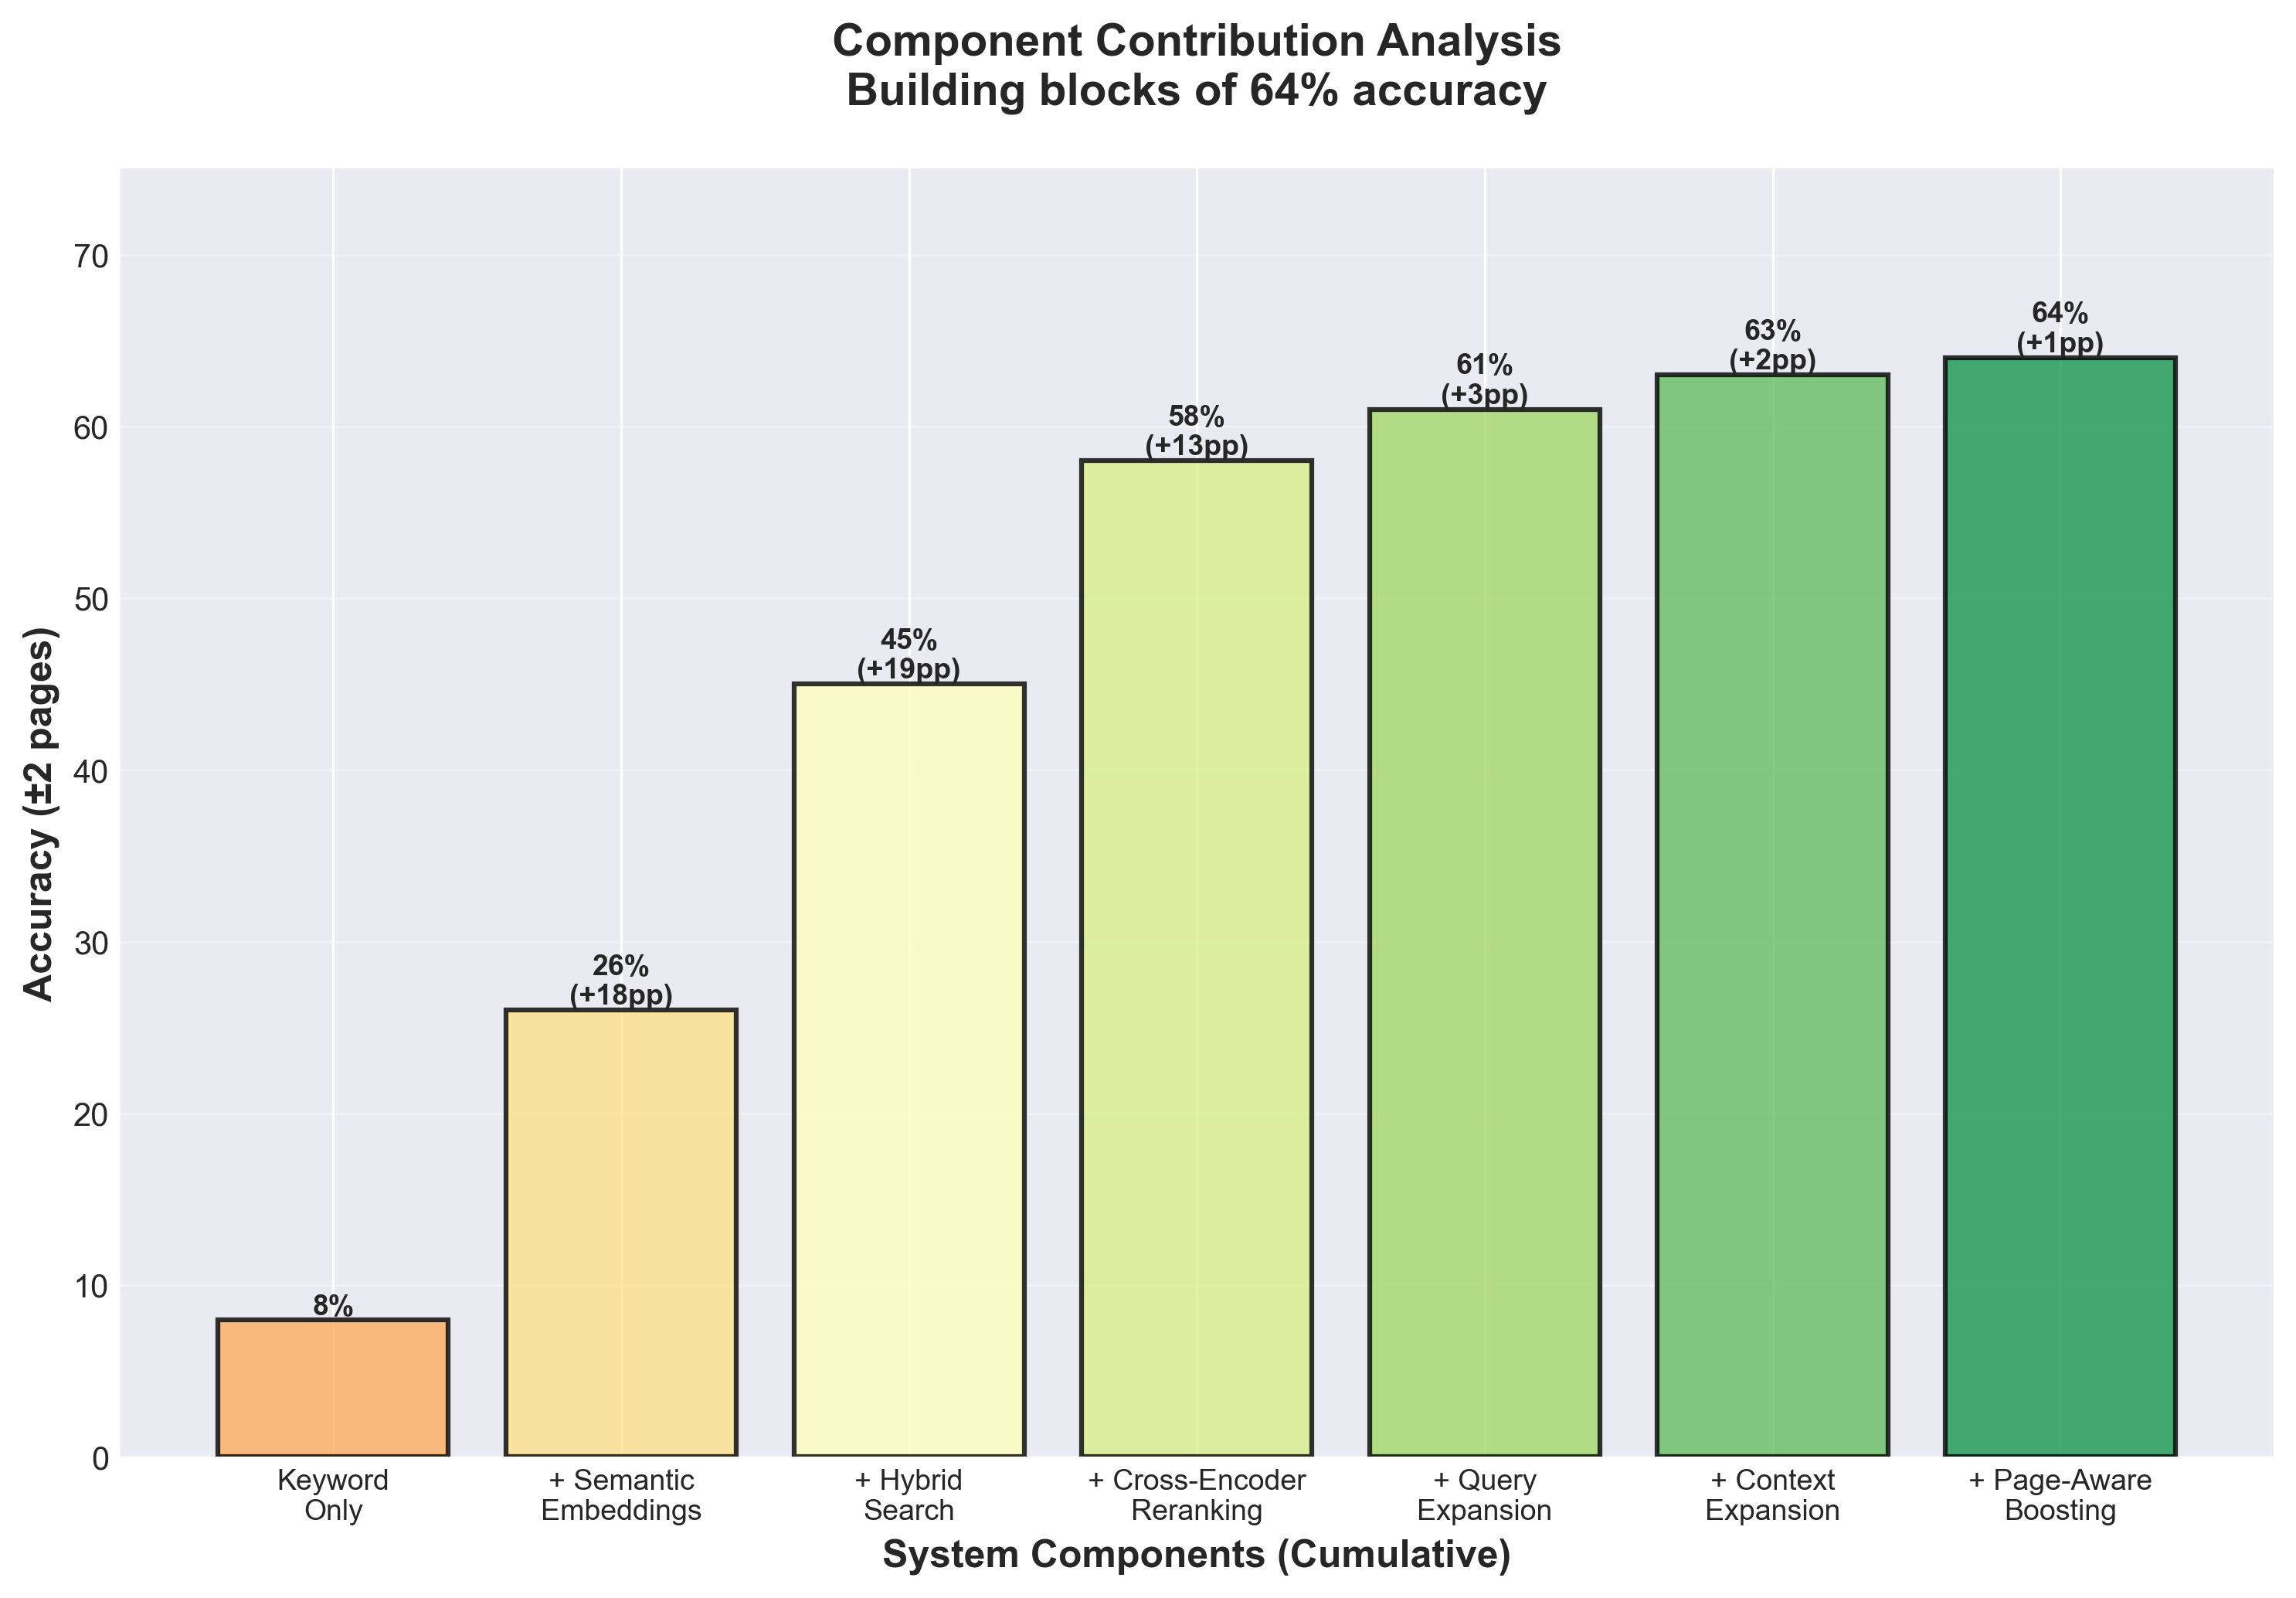 Component Contribution Analysis
Building blocks of 64% accuracy
Accuracy (±2 pages)
70
60
50
40
30
20
10
0
8%
26%
(+18pp)
45%
(+19pp)
58%
(+13pp)
61%
(+3pp)
63%
(+2pp)
64%
(+1pp)
Keyword
Only
+ Semantic
Embeddings
+ Hybrid
Search
+ Cross-Encoder
Reranking
+ Query
Expansion
+ Context
Expansion
+ Page-Aware
Boosting
System Components (Cumulative)